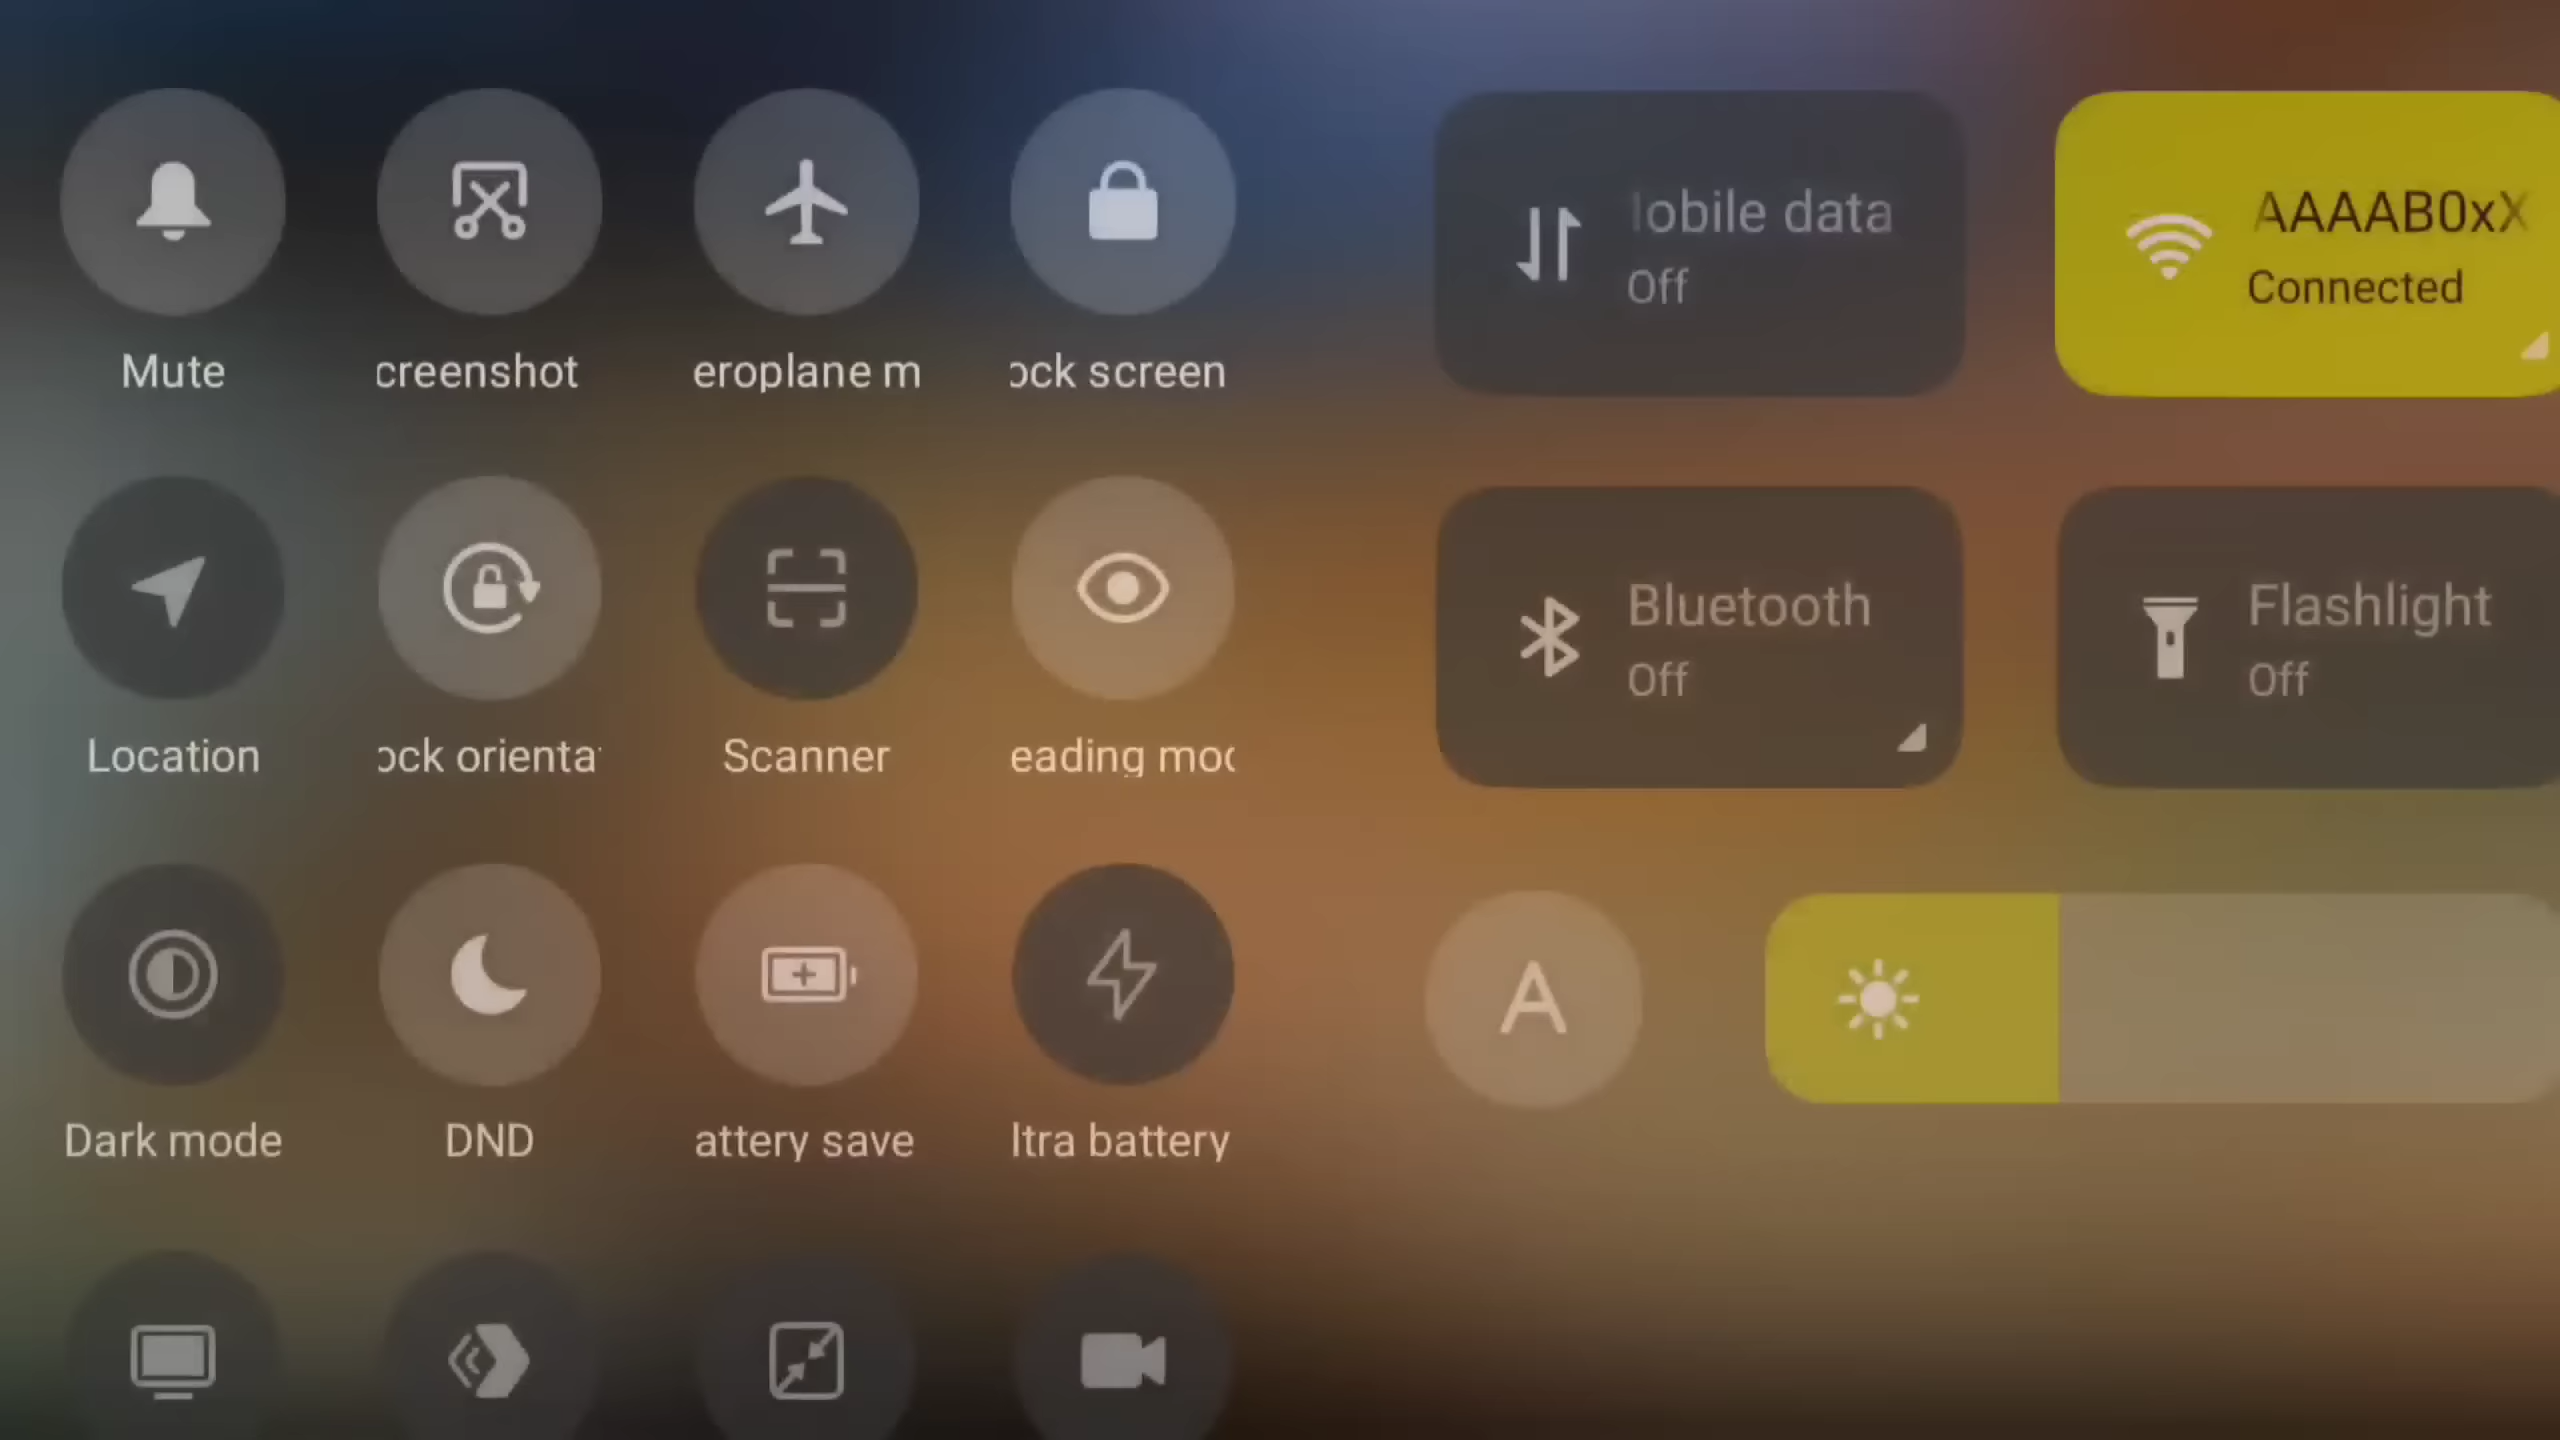 Mute
creenshot
eroplane m
ock screen
lobile data
Off
AAAAB0xX
Connected
Location
ock orienta
Scanner
eading moc
Bluetooth
Off
Flashlight
Off
Dark mode
DND
attery save
ltra battery
A